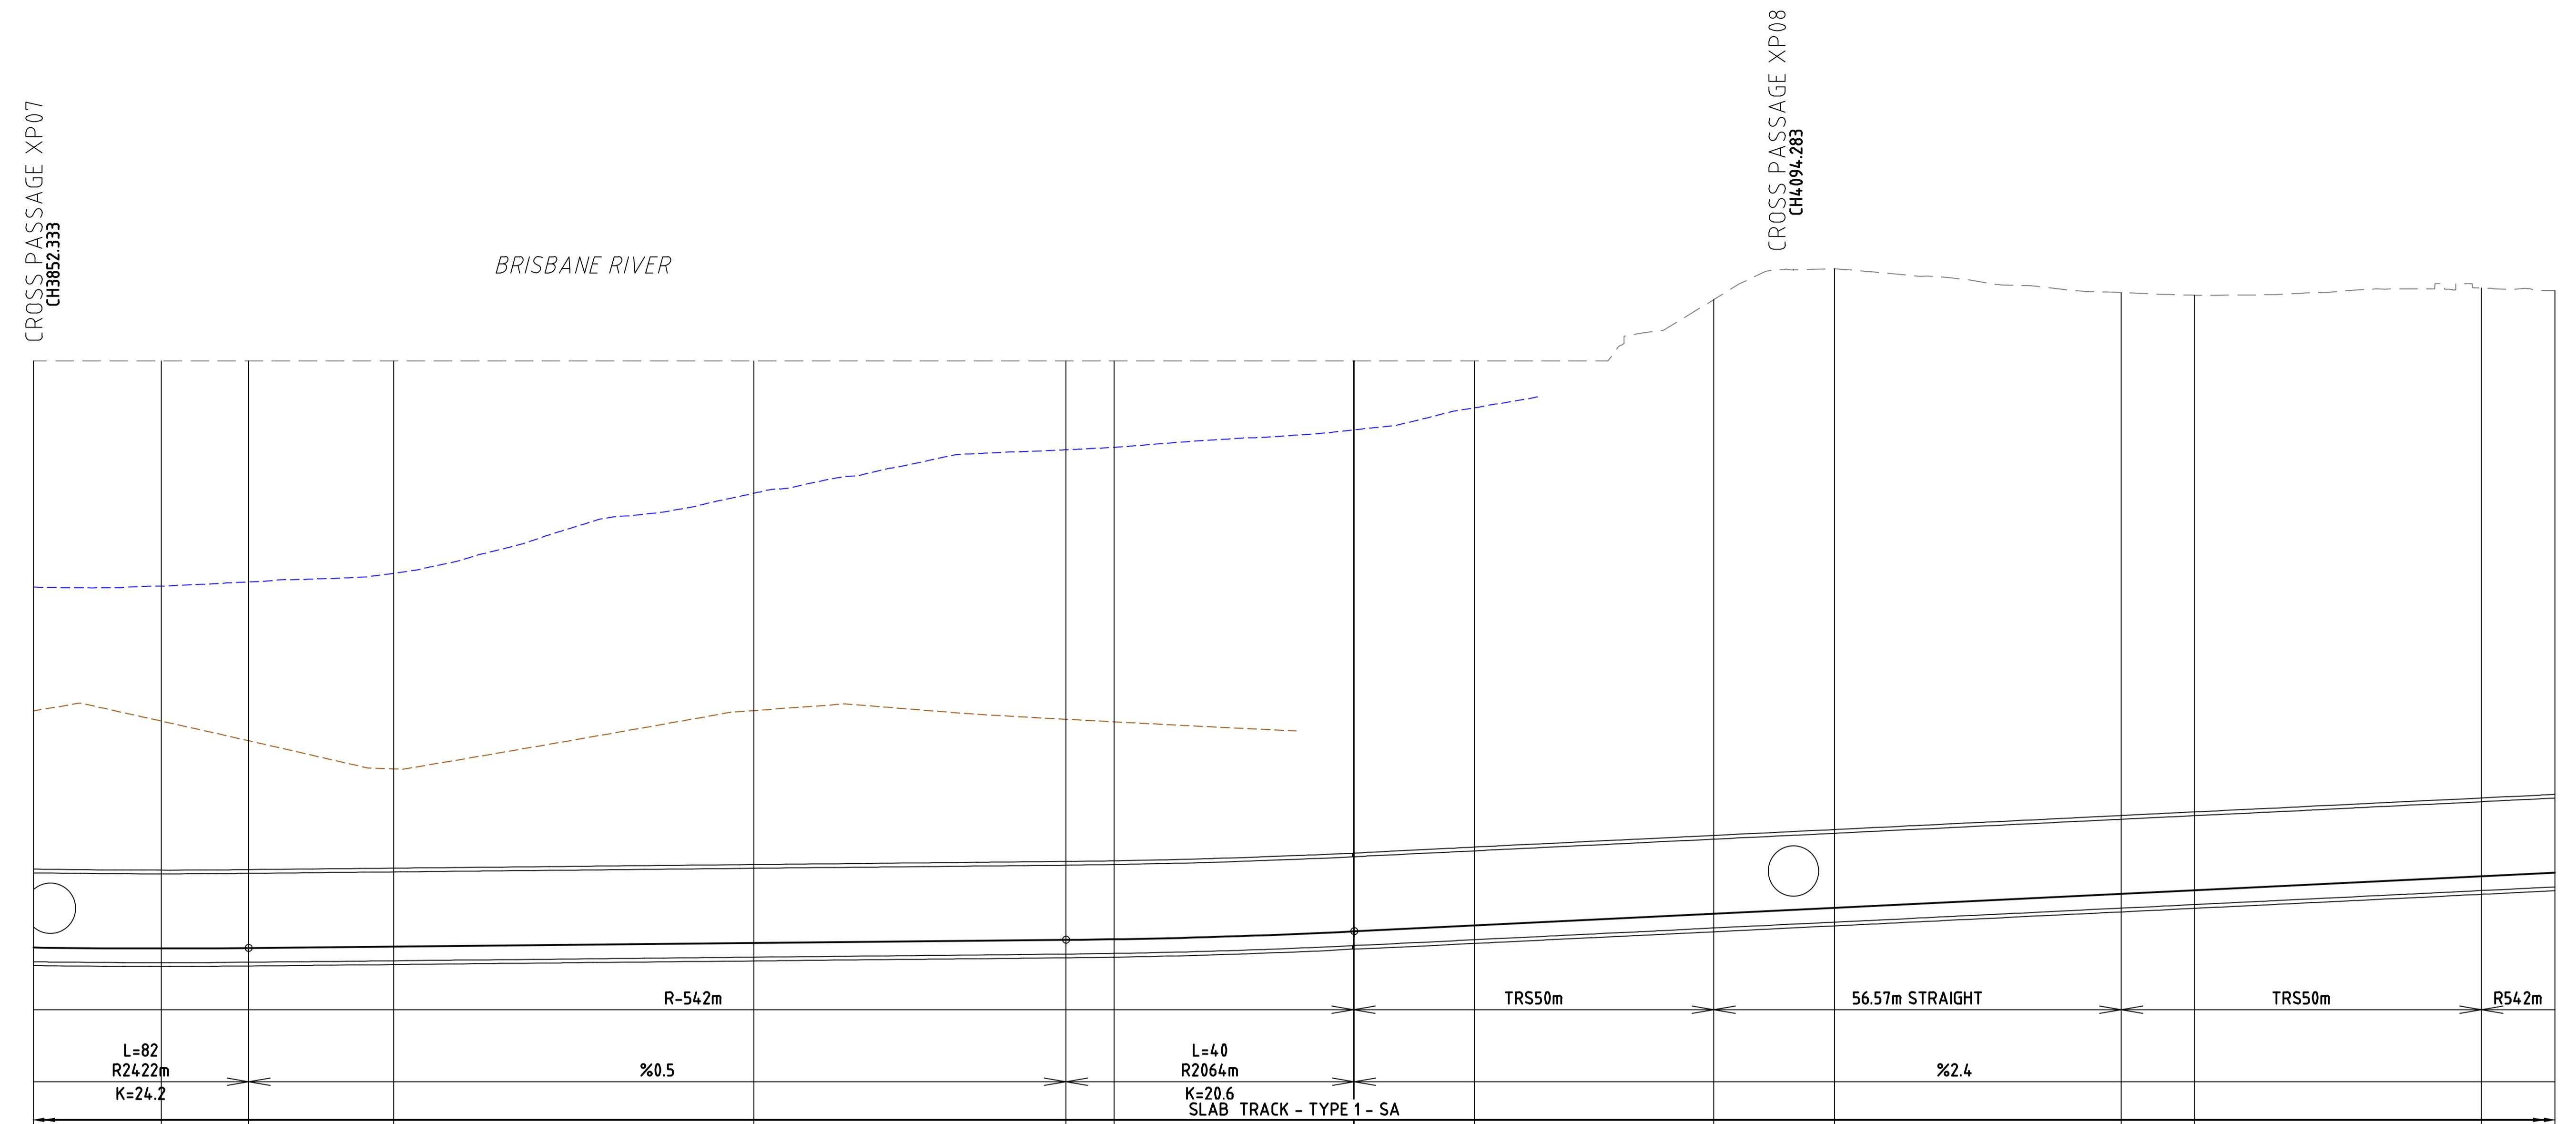 CROSS PASSAGE XP07
CH3852.333
BRISBANE RIVER
CROSS PASSAGE XP08
CH4094.283
R-542m
TRS50m
56.57m STRAIGHT
TRS50m
R542m
L=82
R2422m
K=24.2
%0.5
L=40
R2064m
K=20.6
%2.4
SLAB TRACK - TYPE 1 - SA